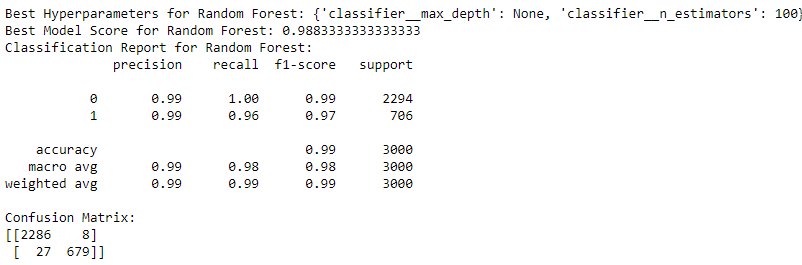 Best Hyperparameters for Random Forest: {'classifier__max_depth': None, 'classifier__n_estimators': 100}
Best Model Score for Random Forest: 0.9883333333333333
Classification Report for Random Forest:
              precision    recall  f1-score   support

           0       0.99      1.00      0.99      2294
           1       0.99      0.96      0.97       706

    accuracy                           0.99      3000
   macro avg       0.99      0.98      0.98      3000
weighted avg       0.99      0.99      0.99      3000

Confusion Matrix:
[[2286    8]
 [  27  679]]